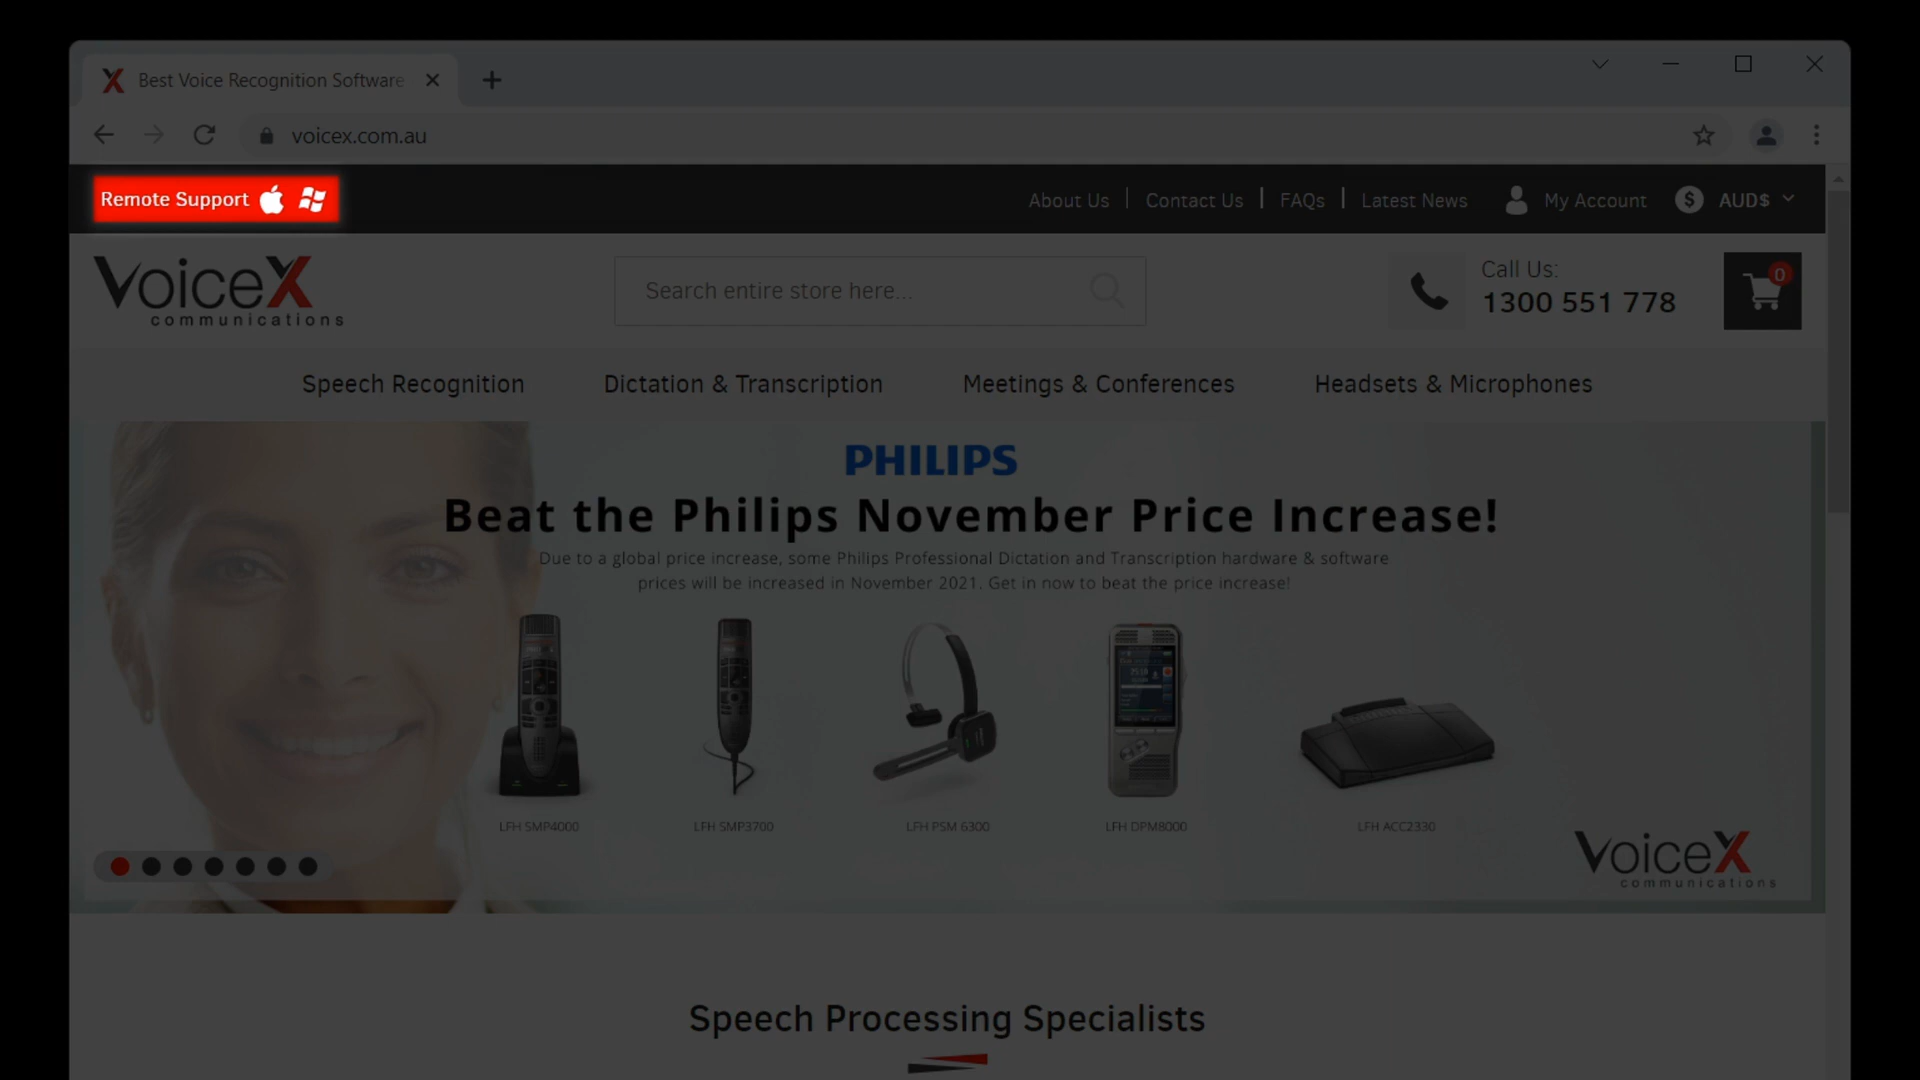 Best Voice Recognition Software
voicex.com.au
Remote Support
About Us
Contact Us
FAQs
Latest News
My Account
$
AUD$
VoiceX
communications
Search entire store here...
Call Us:
1300 551 778
0
Speech Recognition
Dictation & Transcription
Meetings & Conferences
Headsets & Microphones
PHILIPS
Beat the Philips November Price Increase!
Due to a global price increase, some Philips Professional Dictation and Transcription hardware & software
prices will be increased in November 2021. Get in now to beat the price increase!
LFH SMP4000
LFH SMP3700
LFH PSM 6300
LFH DPM8000
LFH ACC2330
VoiceX
communications
Speech Processing Specialists